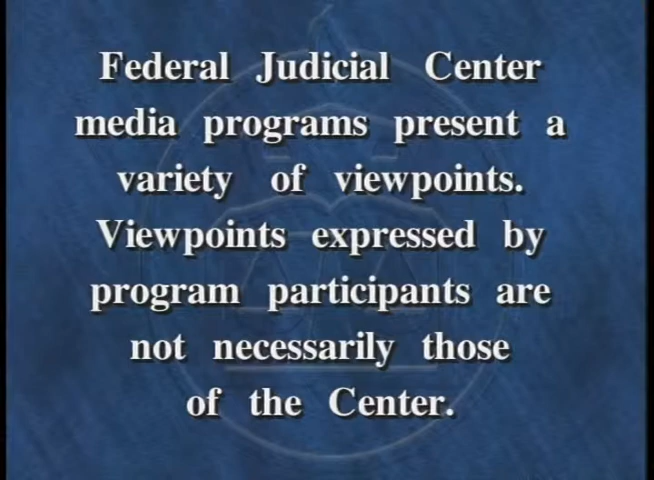 Federal Judicial Center
media programs present a
variety of viewpoints.
Viewpoints expressed by
program participants are
not necessarily those
of the Center.